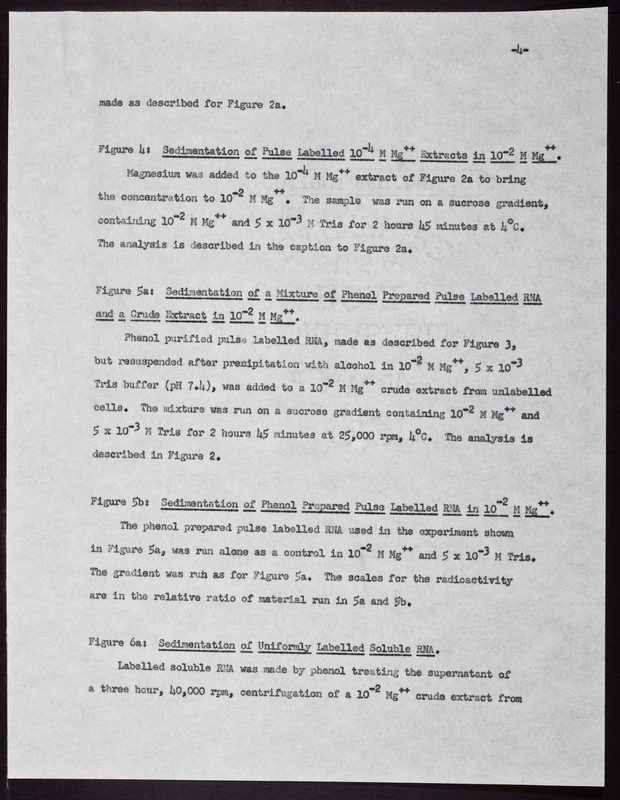 -4-
made as described for Figure 2a.
Figure 4: Sedimentation of Pulse Labelled 10⁻⁴ M Mg⁺⁺ Extracts in 10⁻² M Mg⁺⁺.
Magnesium was added to the 10⁻⁴ M Mg⁺⁺ extract of Figure 2a to bring
the concentration to 10⁻² M Mg⁺⁺. The sample was run on a sucrose gradient,
containing 10⁻² M Mg⁺⁺ and 5 x 10⁻³ M Tris for 2 hours 45 minutes at 4°C.
The analysis is described in the caption to Figure 2a.
Figure 5a: Sedimentation of a Mixture of Phenol Prepared Pulse Labelled RNA
and a Crude Extract in 10⁻² M Mg⁺⁺.
Phenol purified pulse labelled RNA, made as described for Figure 3,
but resuspended after precipitation with alcohol in 10⁻² M Mg⁺⁺, 5 x 10⁻³
Tris buffer (pH 7.4), was added to a 10⁻² M Mg⁺⁺ crude extract from unlabelled
cells. The mixture was run on a sucrose gradient containing 10⁻² M Mg⁺⁺ and
5 x 10⁻³ M Tris for 2 hours 45 minutes at 25,000 rpm, 4°C. The analysis is
described in Figure 2.
Figure 5b: Sedimentation of Phenol Prepared Pulse Labelled RNA in 10⁻² M Mg⁺⁺.
The phenol prepared pulse labelled RNA used in the experiment shown
in Figure 5a, was run alone as a control in 10⁻² M Mg⁺⁺ and 5 x 10⁻³ M Tris.
The gradient was run as for Figure 5a. The scales for the radioactivity
are in the relative ratio of material run in 5a and 5b.
Figure 6a: Sedimentation of Uniformly Labelled Soluble RNA.
Labelled soluble RNA was made by phenol treating the supernatant of
a three hour, 40,000 rpm, centrifugation of a 10⁻² Mg⁺⁺ crude extract from